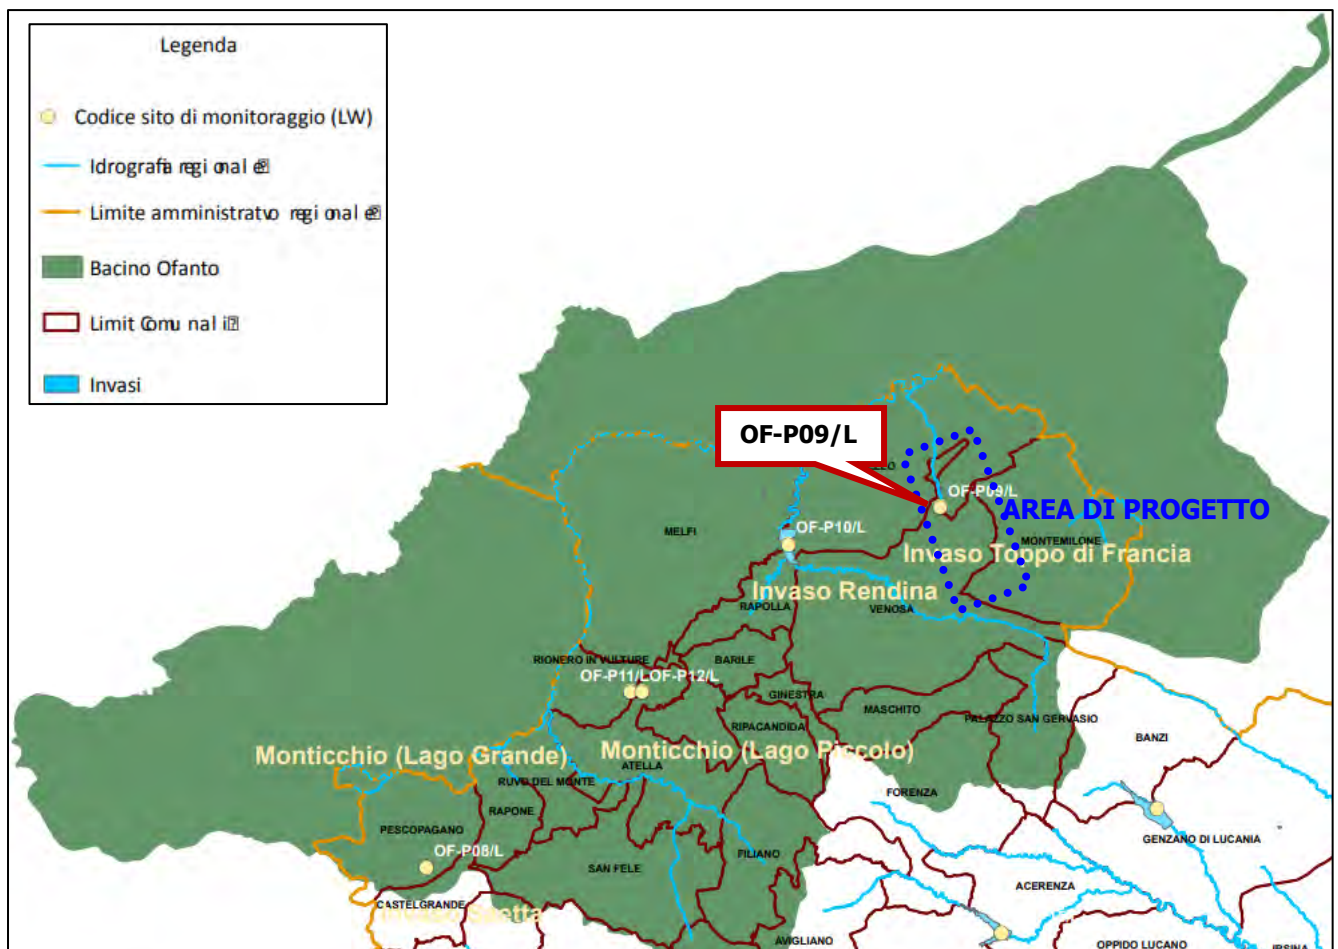 Legenda
Codice sito di monitoraggio (LW)
Idrografia regionale
Limite amministrativo regionale
Bacino Ofanto
Limit Comunali
Invasi
OF-P09/L
OF-P09/L
AREA DI PROGETTO
OF-P10/L
MELFI
MONTEMILONE
Invaso Toppo di Francia
Invaso Rendina
RAPOLLA
VENOSA
RIONERO IN VULTURE
BARILE
OF-P11/L OF-P12/L
GINESTRA
MASCHITO
RIPACANDIDA
PALAZZO SAN GERVASIO
BANZI
Monticchio (Lago Grande)
Monticchio (Lago Piccolo)
ATELLA
RUVO DEL MONTE
FORENZA
RAPONE
PESCOPAGANO
GENZANO DI LUCANIA
OF-P08/L
FILIANO
SAN FELE
ACERENZA
CASTELGRANDE
Invaso Saetta
AVIGLIANO
OPPIDO LUCANO
IRSINA